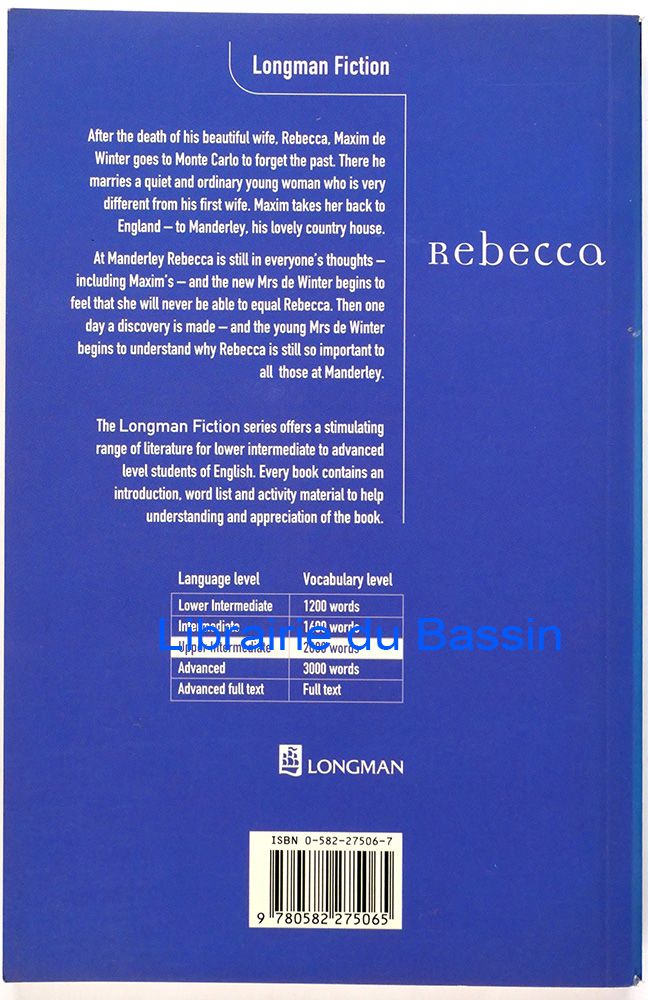 Longman Fiction
After the death of his beautiful wife, Rebecca, Maxim de
Winter goes to Monte Carlo to forget the past. There he
marries a quiet and ordinary young woman who is very
different from his first wife. Maxim takes her back to
England – to Manderley, his lovely country house.
At Manderley Rebecca is still in everyone's thoughts –
including Maxim's – and the new Mrs de Winter begins to
feel that she will never be able to equal Rebecca. Then one
day a discovery is made – and the young Mrs de Winter
begins to understand why Rebecca is still so important to
all those at Manderley.
Rebecca
The Longman Fiction series offers a stimulating
range of literature for lower intermediate to advanced
level students of English. Every book contains an
introduction, word list and activity material to help
understanding and appreciation of the book.
Language level Vocabulary level
Lower Intermediate 1200 words
Intermediate 1600 words
Librairie du Bassin
Upper Intermediate 2000 words
Advanced 3000 words
Advanced full text Full text
LONGMAN
ISBN 0-582-27506-7
9 780582 275065